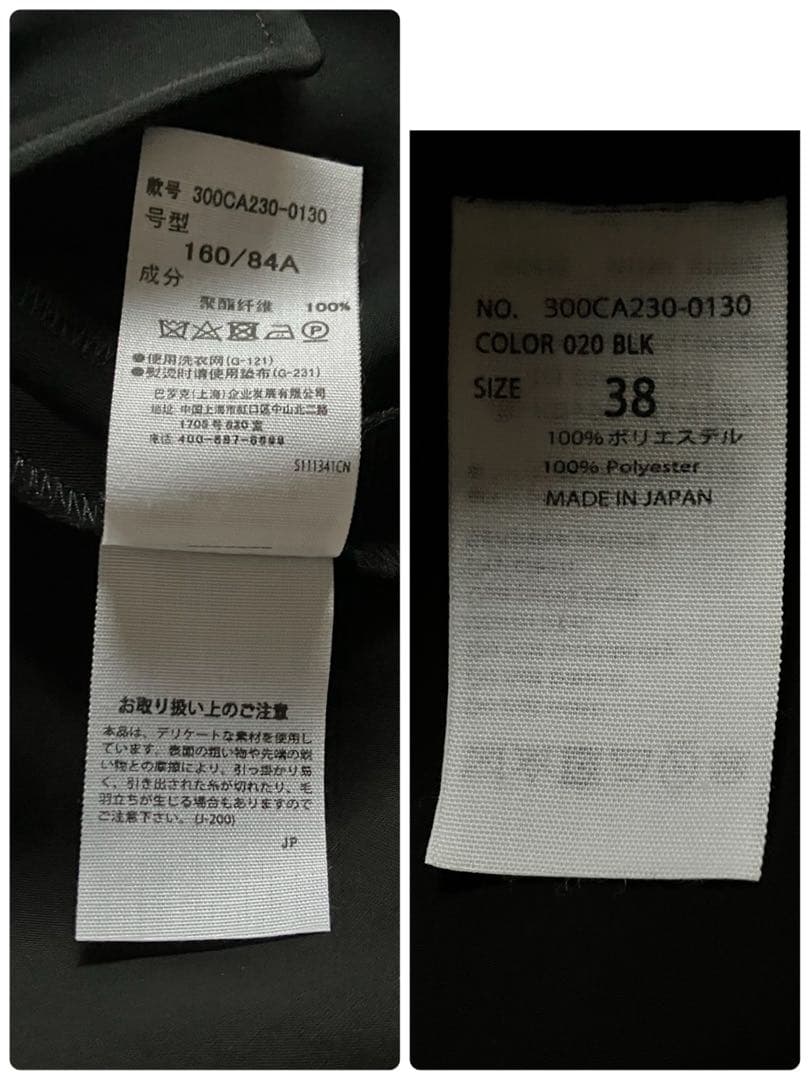 款号 300CA230-0130
号型
160/84A
成分
聚酯纤维 100%
●使用洗衣网(G-121)
●熨烫时请使用垫布(G-231)
巴罗克(上海)企业发展有限公司
地址 中国上海市虹口区中山北二路
1705号830室
电话 400-887-6688
S111341CN
お取り扱い上のご注意
本品は、デリケートな素材を使用し
ています。表面の粗い物や先端の鋭
い物との摩擦により、引っ掛かり易
く、引き出された糸が切れたり、毛
羽立ちが生じる場合もありますので
ご注意下さい。(J-200)
JP
NO. 300CA230-0130
COLOR 020 BLK
SIZE 38
100%ポリエステル
100% Polyester
MADE IN JAPAN